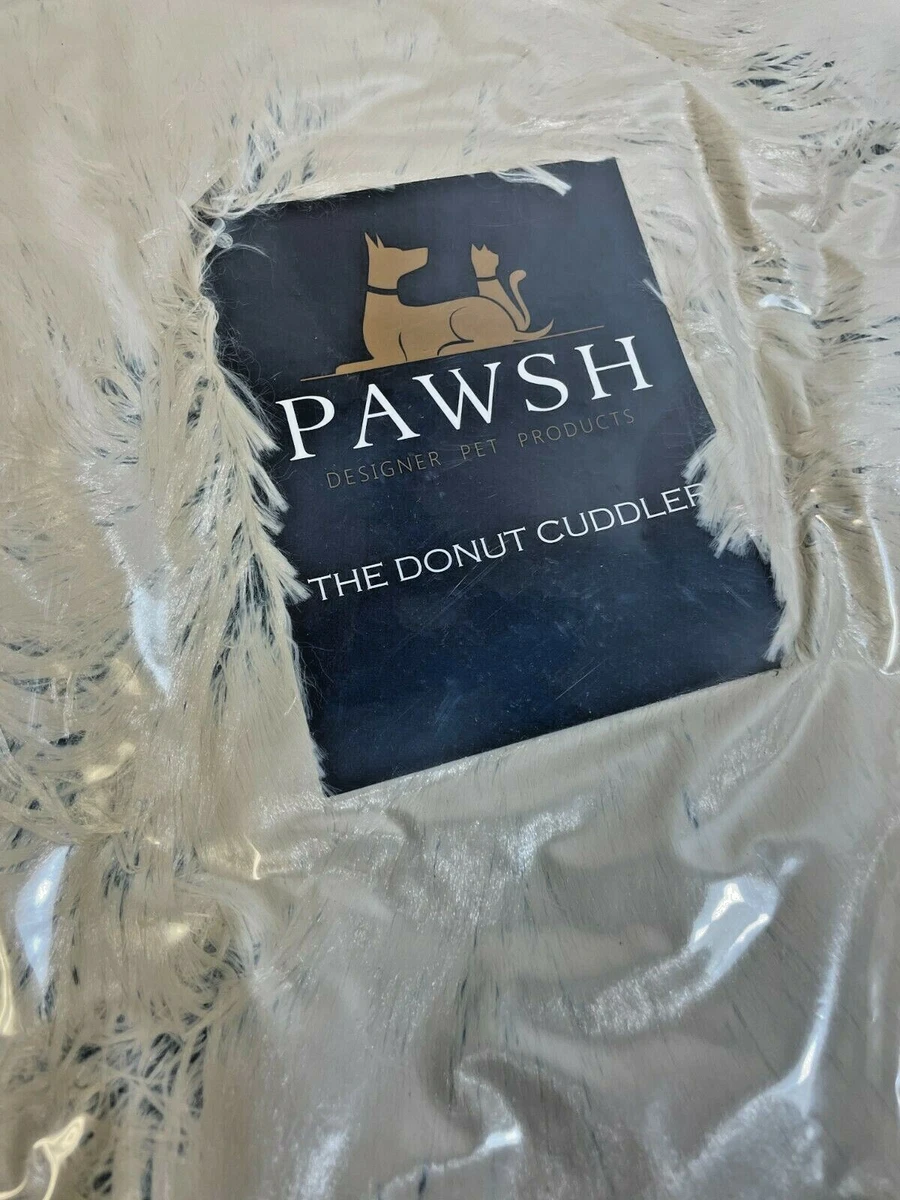 PAWSH
DESIGNER PET PRODUCTS
THE DONUT CUDDLER